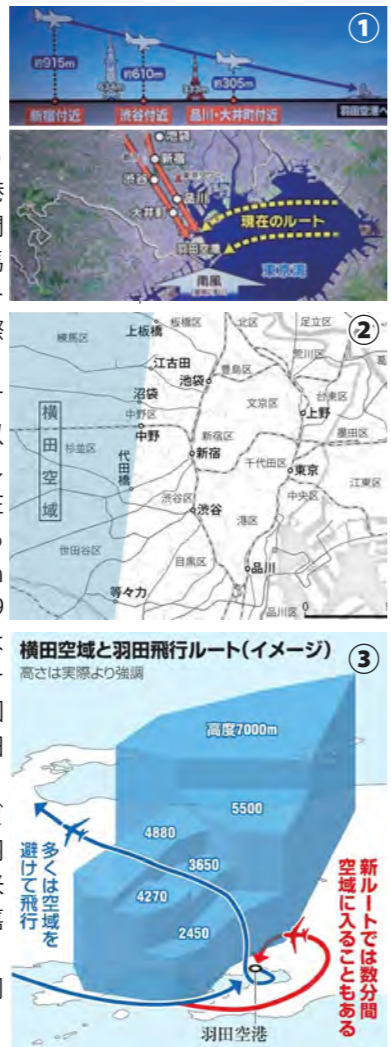 ①
約915m
634m
約610m
333m
約305m
新宿付近
渋谷付近
品川・大井町付近
羽田空港へ
池袋
新宿
渋谷
品川
大井町
羽田空港
現在のルート
東京湾
南風
②
練馬区
上板橋
板橋区
北区
足立区
江古田
荒川区
葛
池袋
豊島区
沼袋
中野区
中野
文京区
台東区
上野
墨田区
横田空域
杉並区
代田橋
新宿区
新宿
千代田区
東京
江東区
渋谷区
渋谷
中央区
港区
世田谷区
目黒区
品川
等々力
品川区
0
③
横田空域と羽田飛行ルート(イメージ)
高さは実際より強調
高度7000m
5500
4880
3650
4270
2450
多くは空域を
避けて飛行
新ルートでは数分間
空域に入ることもある
羽田空港